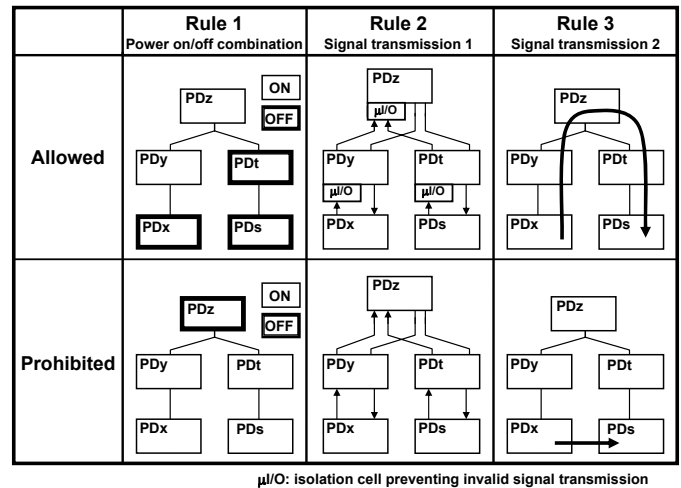 Rule 1
Power on/off combination
Rule 2
Signal transmission 1
Rule 3
Signal transmission 2
Allowed
PDz
ON
OFF
PDy
PDt
PDx
PDs
PDz
μI/O
PDy
PDt
μI/O
μI/O
PDx
PDs
PDz
PDy
PDt
PDx
PDs
Prohibited
PDz
ON
OFF
PDy
PDt
PDx
PDs
PDz
PDy
PDt
PDx
PDs
PDz
PDy
PDt
PDx
PDs
μI/O: isolation cell preventing invalid signal transmission